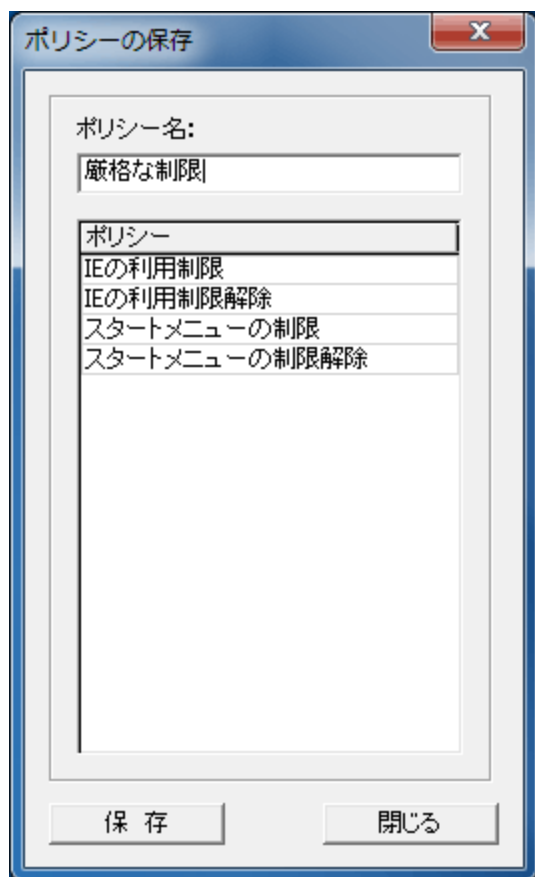 ポリシーの保存
ポリシー名:
厳格な制限
ポリシー
IEの利用制限
IEの利用制限解除
スタートメニューの制限
スタートメニューの制限解除
保 存
閉じる